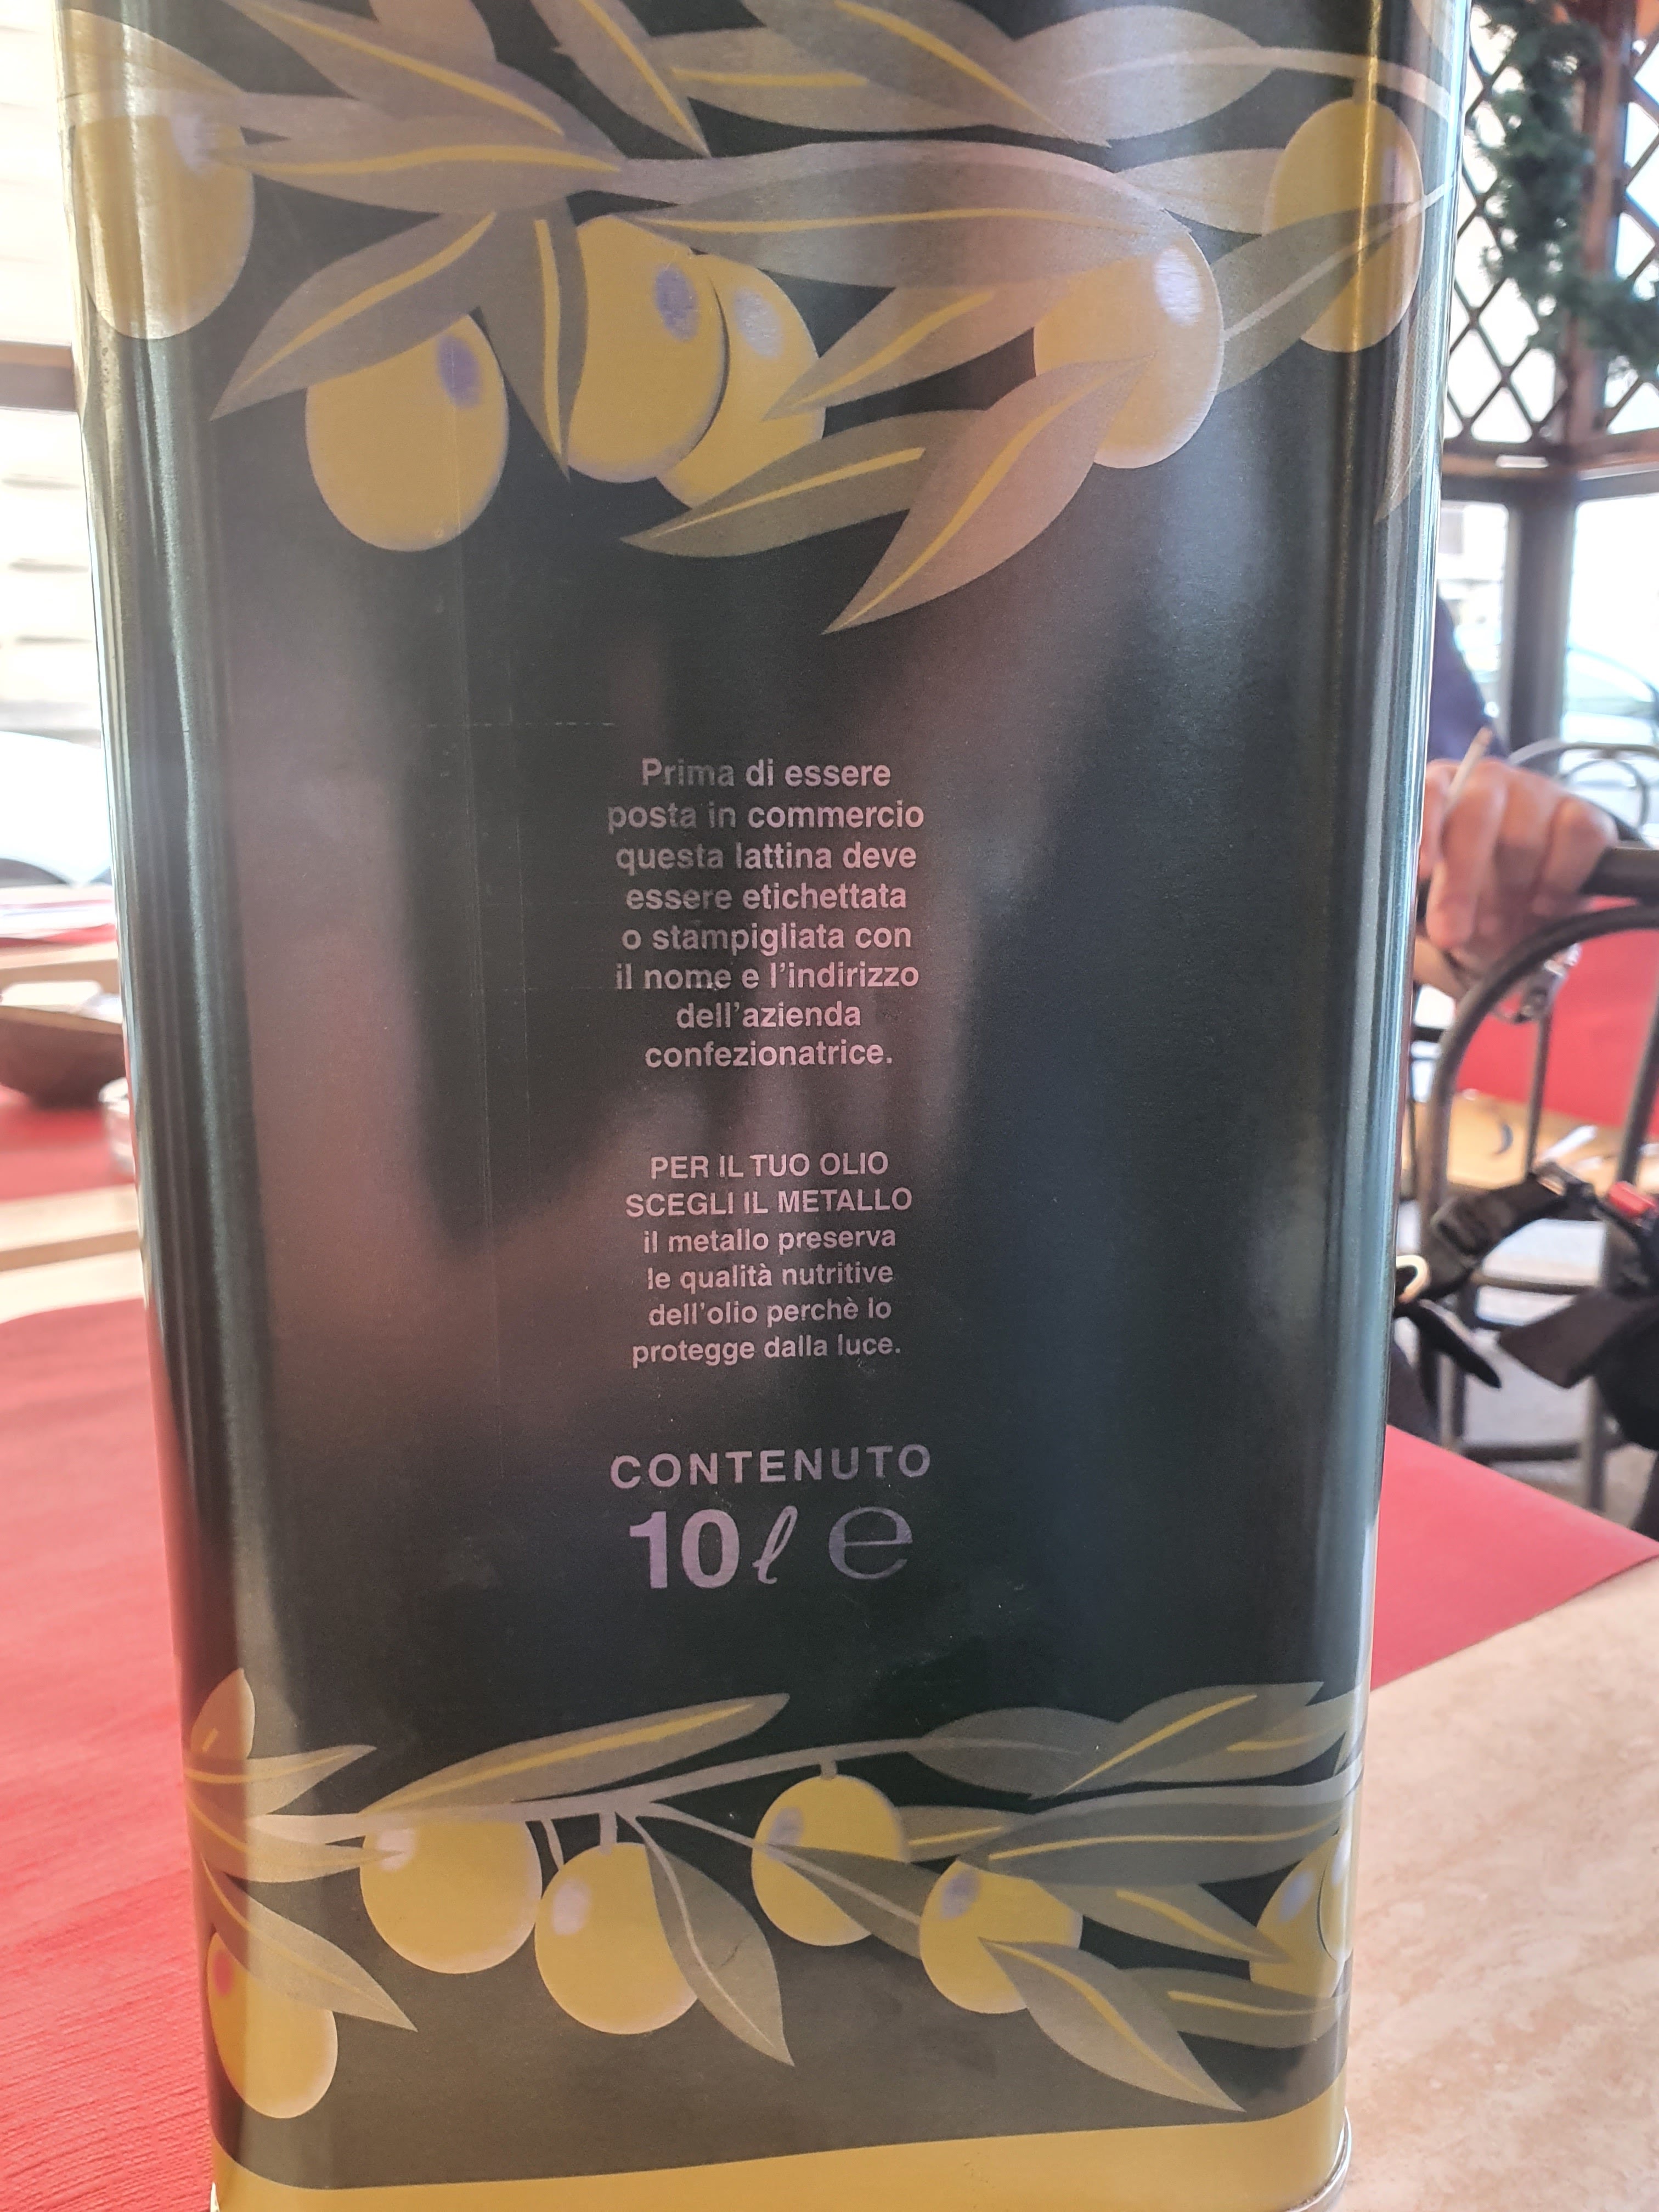 Prima di essere
posta in commercio
questa lattina deve
essere etichettata
o stampigliata con
il nome e l'indirizzo
dell'azienda
confezionatrice.
PER IL TUO OLIO
SCEGLI IL METALLO
il metallo preserva
le qualità nutritive
dell'olio perchè lo
protegge dalla luce.
CONTENUTO
10 ℓ ℮